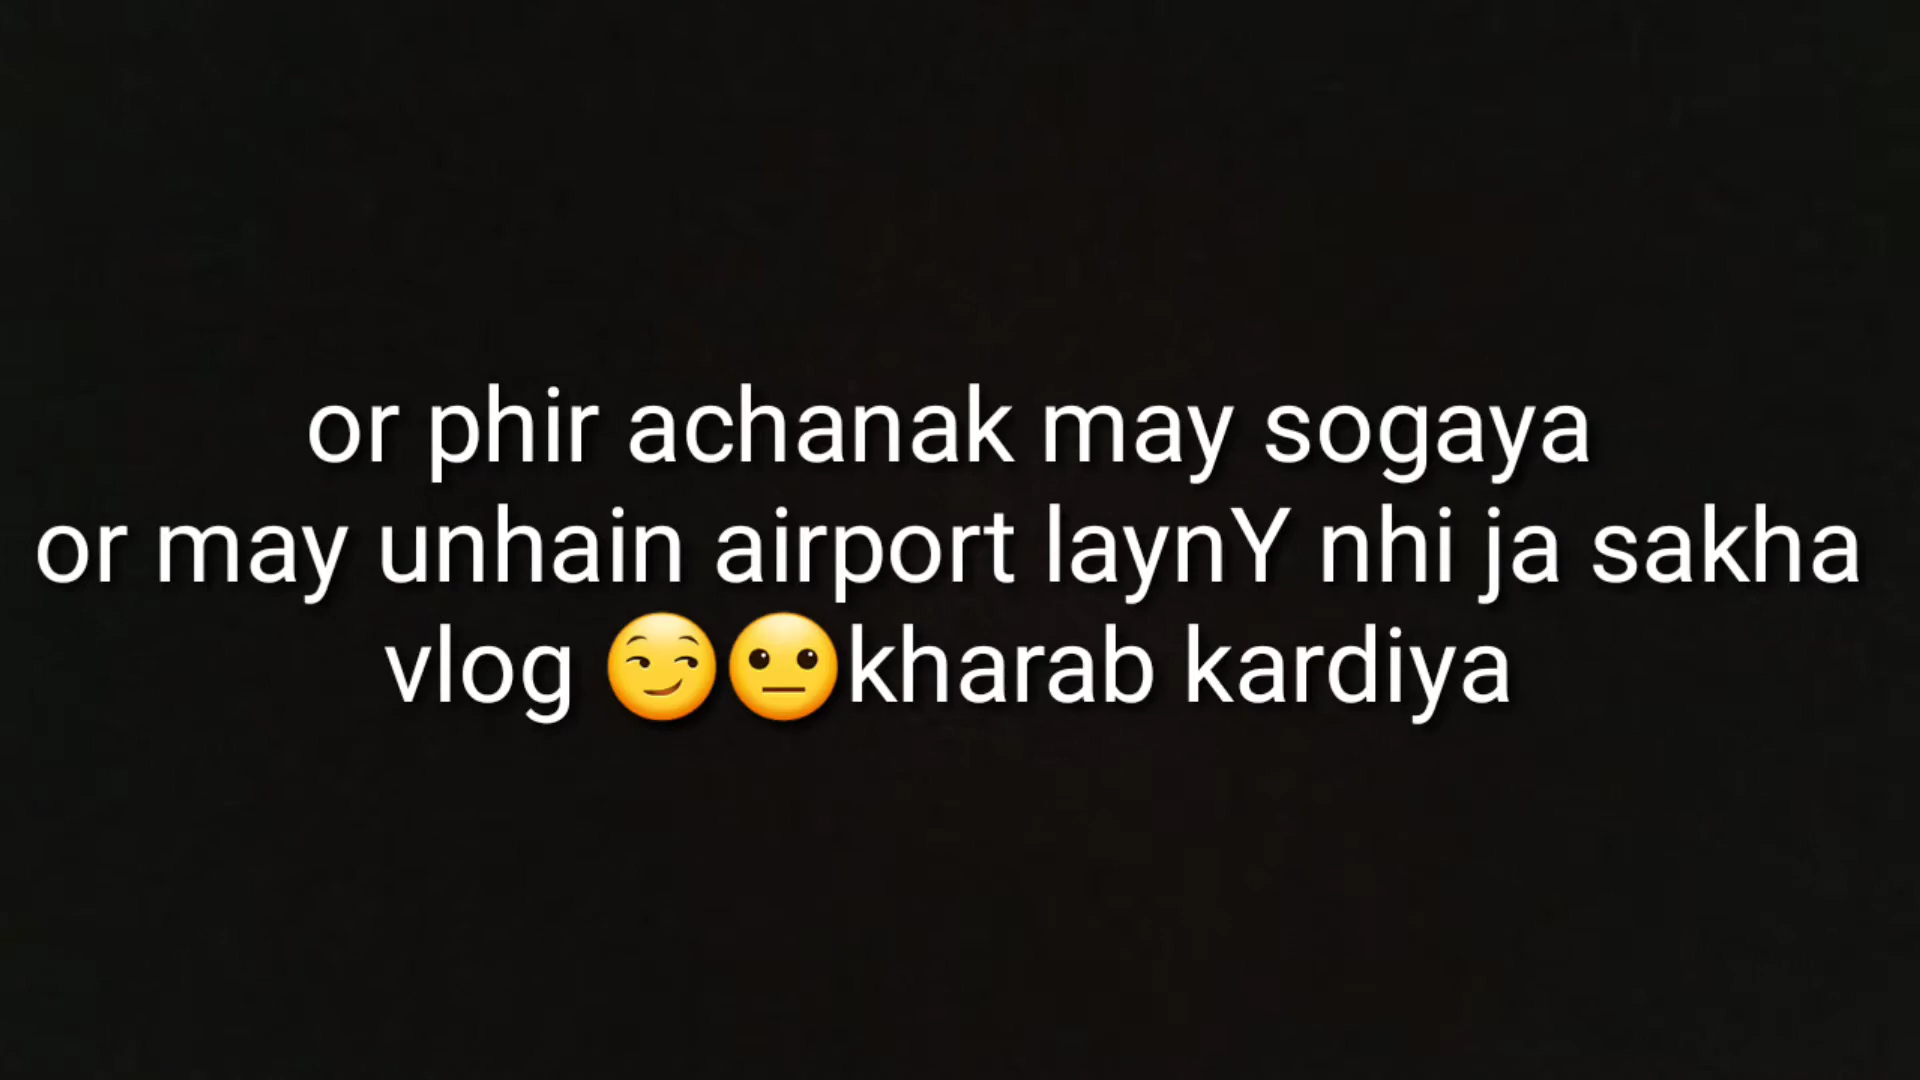 or phir achanak may sogaya
or may unhain airport laynY nhi ja sakha
vlog 😏😐kharab kardiya